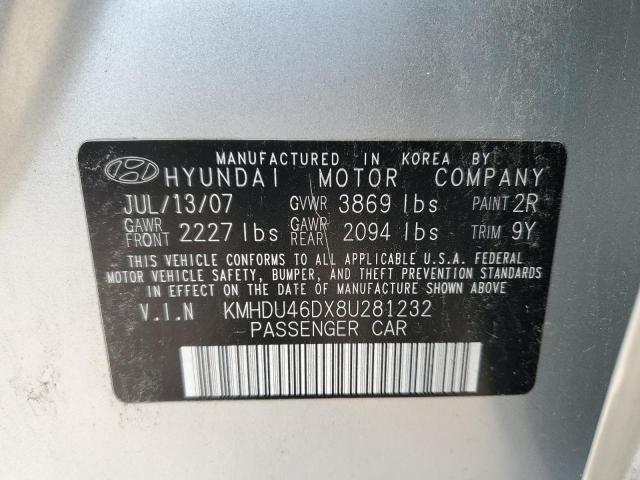 MANUFACTURED IN KOREA BY
HYUNDAI MOTOR COMPANY
JUL/13/07 GVWR 3869 lbs PAINT 2R
GAWR FRONT 2227 lbs GAWR REAR 2094 lbs TRIM 9Y
THIS VEHICLE CONFORMS TO ALL APPLICABLE U.S.A. FEDERAL
MOTOR VEHICLE SAFETY, BUMPER, AND THEFT PREVENTION STANDARDS
IN EFFECT ON THE DATE OF MANUFACTURE SHOWN ABOVE.
V.I.N KMHDU46DX8U281232
PASSENGER CAR